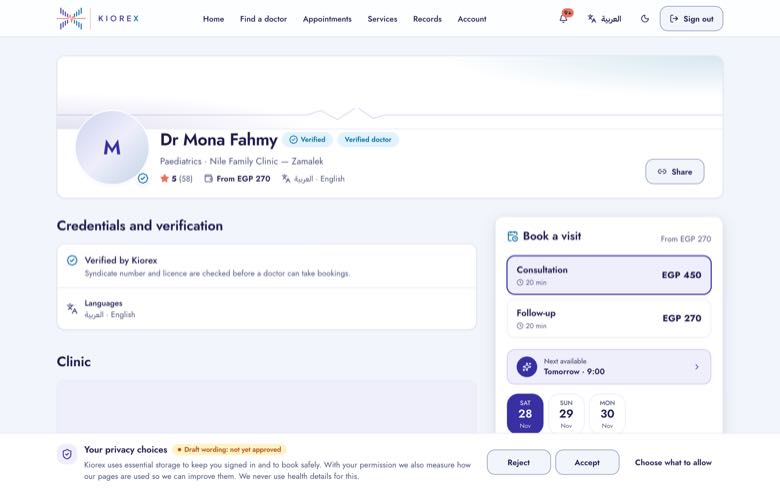 KIOREX
Home
Find a doctor
Appointments
Services
Records
Account
9+
العربية
Sign out
M
Dr Mona Fahmy
Verified
Verified doctor
Paediatrics · Nile Family Clinic — Zamalek
5 (58)
From EGP 270
العربية · English
Share
Credentials and verification
Verified by Kiorex
Syndicate number and licence are checked before a doctor can take bookings.
Languages
العربية · English
Clinic
Book a visit
From EGP 270
Consultation
20 min
EGP 450
Follow-up
20 min
EGP 270
Next available
Tomorrow · 9:00
SAT
28
Nov
SUN
29
Nov
MON
30
Nov
Your privacy choices
Draft wording: not yet approved
Kiorex uses essential storage to keep you signed in and to book safely. With your permission we also measure how
our pages are used so we can improve them. We never use health details for this.
Reject
Accept
Choose what to allow